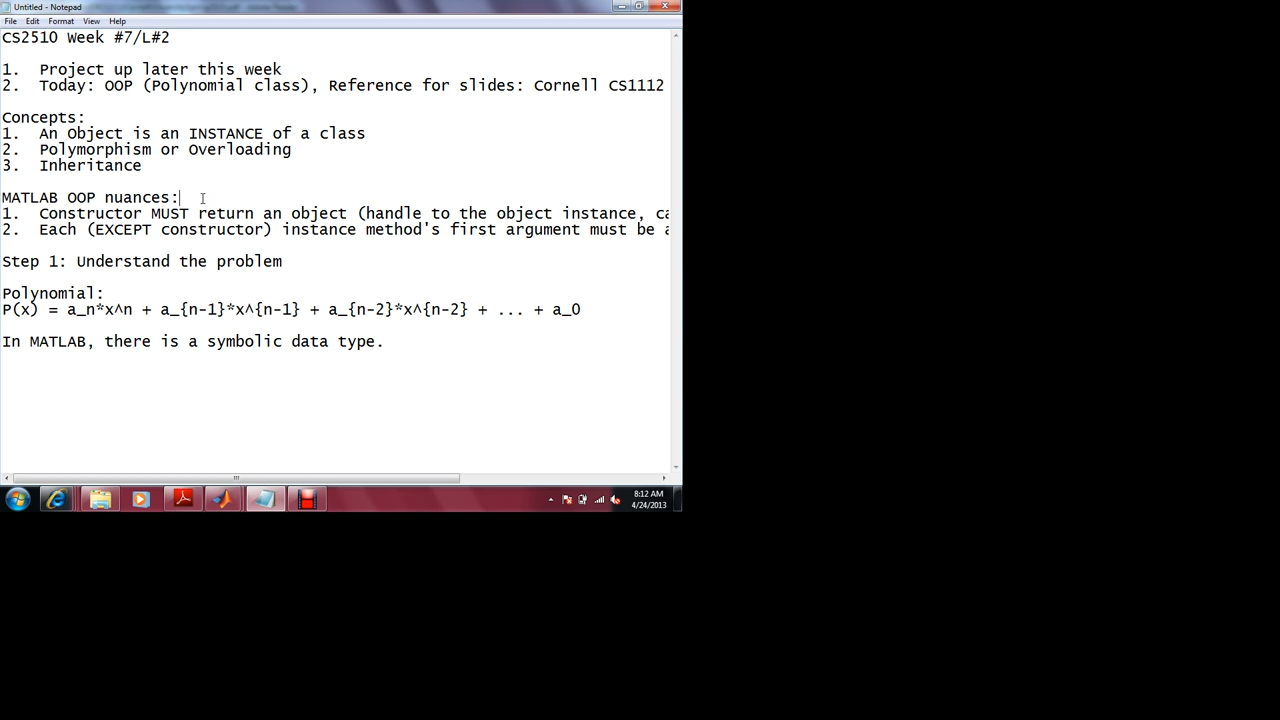 Untitled - Notepad
File Edit Format View Help
CS2510 Week #7/L#2
1. Project up later this week
2. Today: OOP (Polynomial class), Reference for slides: Cornell CS1112
Concepts:
1. An Object is an INSTANCE of a class
2. Polymorphism or Overloading
3. Inheritance
MATLAB OOP nuances:
1. Constructor MUST return an object (handle to the object instance, ca
2. Each (EXCEPT constructor) instance method's first argument must be a
Step 1: Understand the problem
Polynomial:
P(x) = a_n*x^n + a_{n-1}*x^{n-1} + a_{n-2}*x^{n-2} + ... + a_0
In MATLAB, there is a symbolic data type.
8:12 AM
4/24/2013